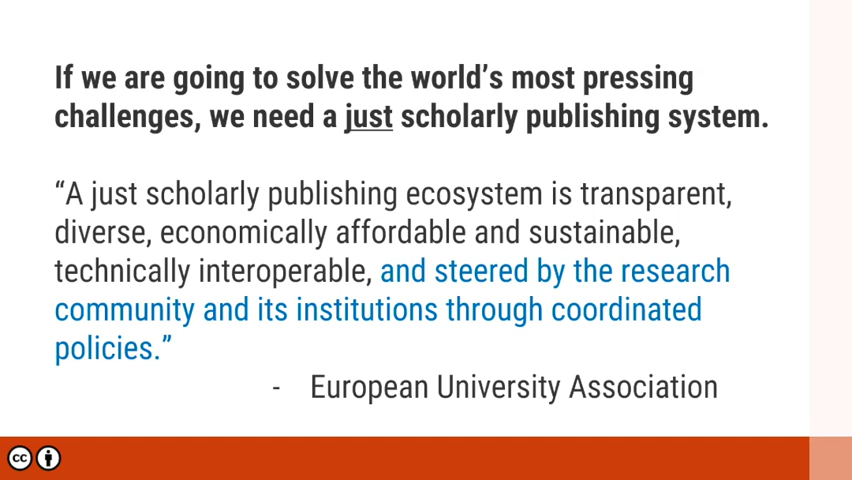 If we are going to solve the world's most pressing
challenges, we need a just scholarly publishing system.
“A just scholarly publishing ecosystem is transparent,
diverse, economically affordable and sustainable,
technically interoperable, and steered by the research
community and its institutions through coordinated
policies.”
- European University Association
cc